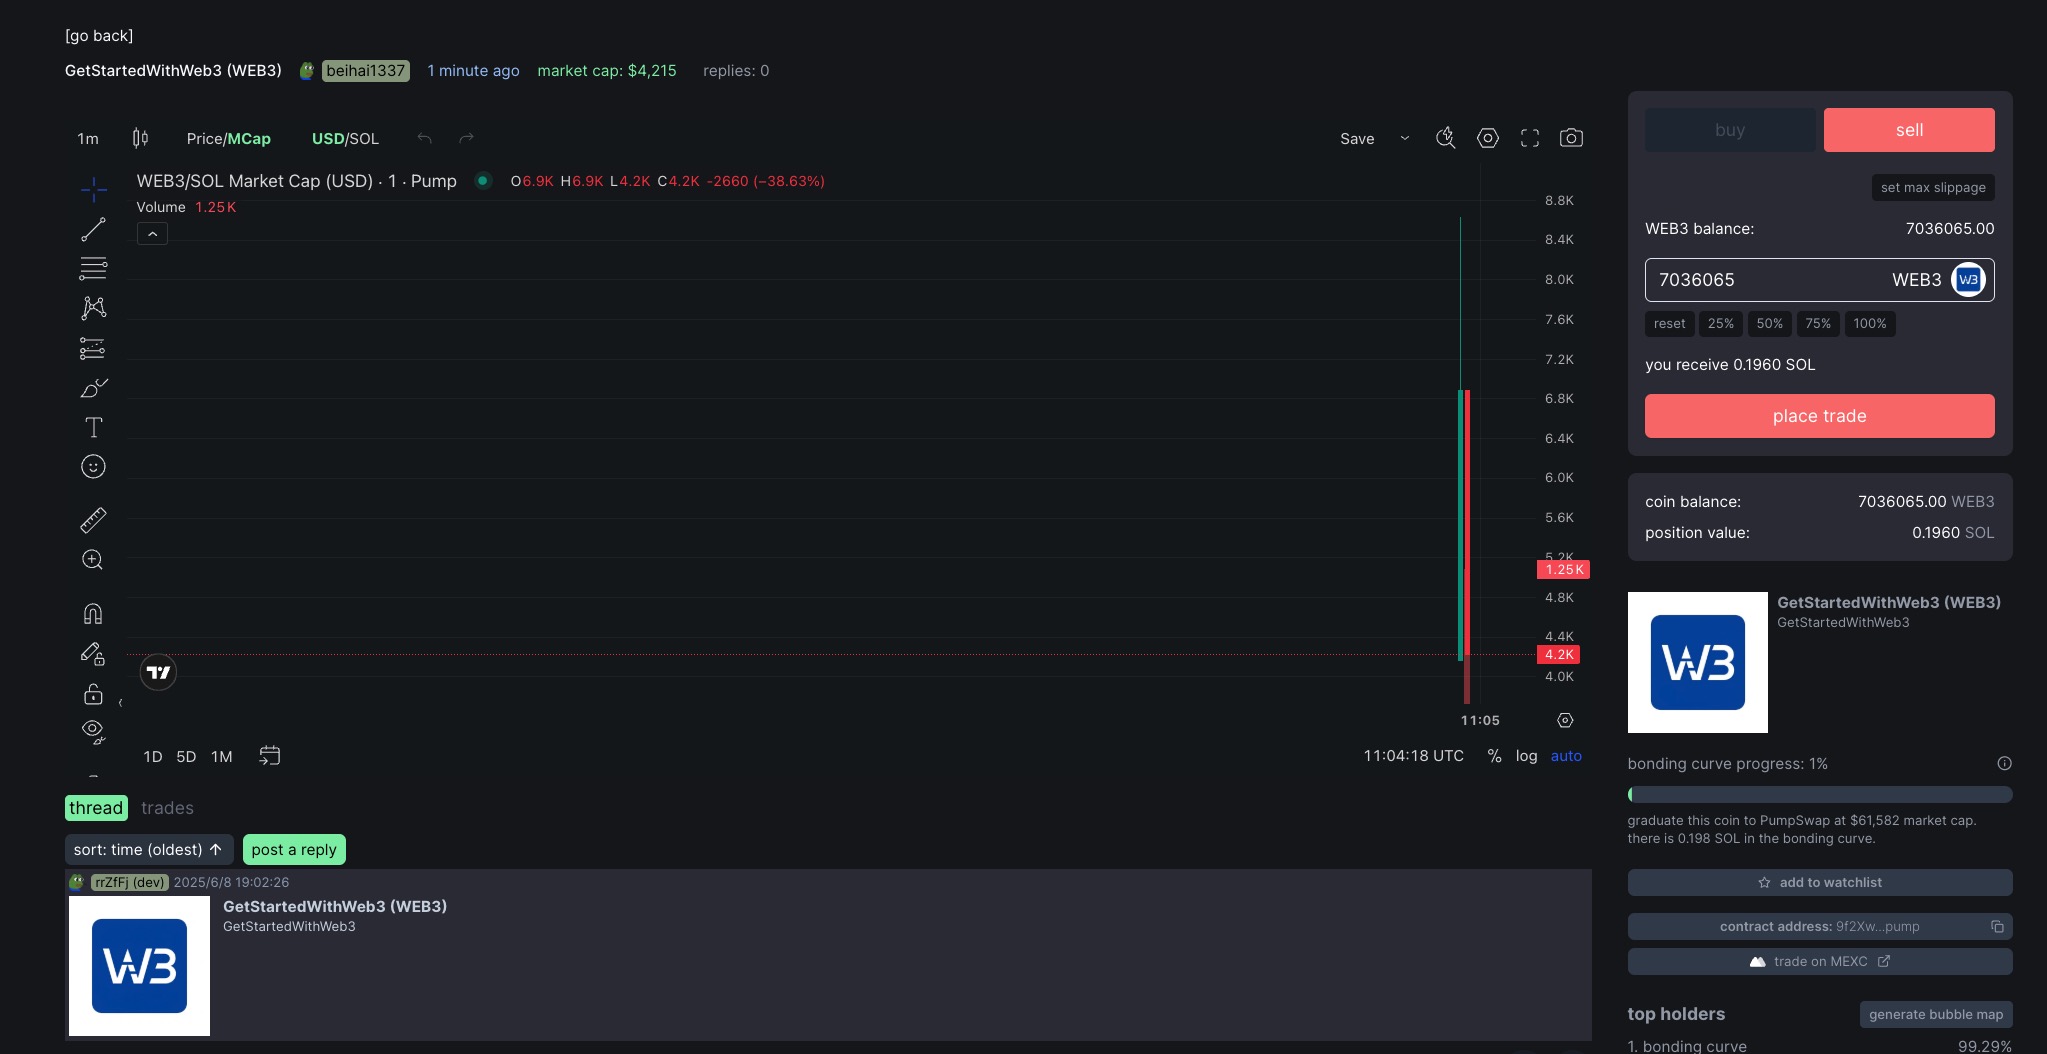 [go back]
GetStartedWithWeb3 (WEB3) beihai1337 1 minute ago market cap: $4,215 replies: 0
1m Price/MCap USD/SOL Save
WEB3/SOL Market Cap (USD) · 1 · Pump O6.9K H6.9K L4.2K C4.2K -2660 (−38.63%)
Volume 1.25K
8.8K
8.4K
8.0K
7.6K
7.2K
6.8K
6.4K
6.0K
5.6K
5.2K
1.25K
4.8K
4.4K
4.2K
4.0K
11:05
1D 5D 1M 11:04:18 UTC % log auto
thread trades
sort: time (oldest) ↑ post a reply
rrZfFj (dev) 2025/6/8 19:02:26
W3
GetStartedWithWeb3 (WEB3)
GetStartedWithWeb3
buy sell
set max slippage
WEB3 balance: 7036065.00
7036065 WEB3 W3
reset 25% 50% 75% 100%
you receive 0.1960 SOL
place trade
coin balance: 7036065.00 WEB3
position value: 0.1960 SOL
W3
GetStartedWithWeb3 (WEB3)
GetStartedWithWeb3
bonding curve progress: 1%
graduate this coin to PumpSwap at $61,582 market cap.
there is 0.198 SOL in the bonding curve.
add to watchlist
contract address: 9f2Xw...pump
trade on MEXC
top holders generate bubble map
1. bonding curve 99.29%